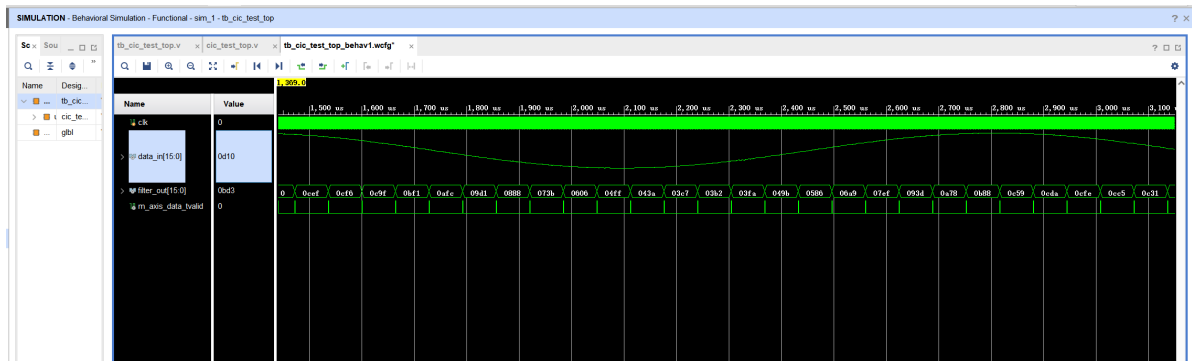 SIMULATION - Behavioral Simulation - Functional - sim_1 - tb_cic_test_top
? ×
Sc × Sou
tb_cic_test_top.v × cic_test_top.v × tb_cic_test_top_behav1.wcfg* ×
Name Desig...
... tb_cic...
cic_te...
... glbl
1,369.0
Name Value
1,500 us 1,600 us 1,700 us 1,800 us 1,900 us 2,000 us 2,100 us 2,200 us 2,300 us 2,400 us 2,500 us 2,600 us 2,700 us 2,800 us 2,900 us 3,000 us 3,100
clk 0
data_in[15:0] 0d10
filter_out[15:0] 0bd3 0 0cef 0cf6 0c9f 0bf1 0afc 09d1 0888 073b 0606 04ff 043a 03c7 03b2 03fa 049b 0586 06a9 07ef 093d 0a78 0b88 0c59 0cda 0cfe 0cc5 0c31
m_axis_data_tvalid 0